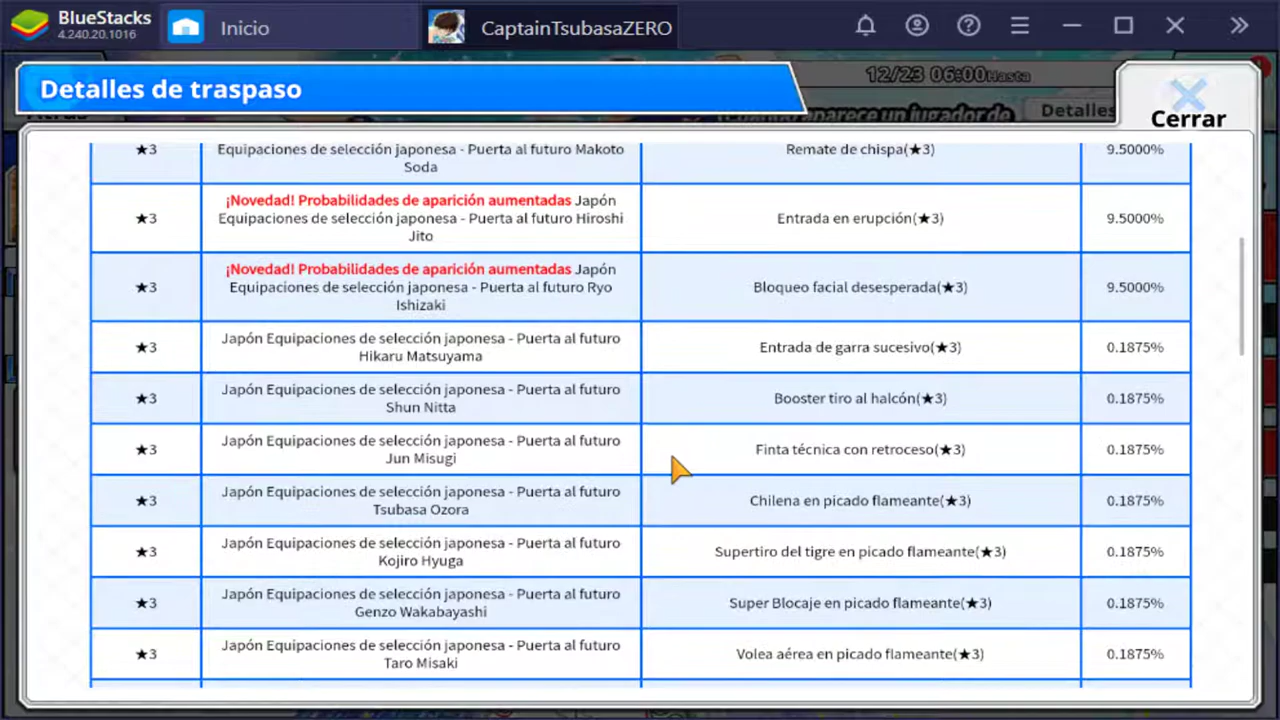 BlueStacks
4.240.20.1016
Inicio
CaptainTsubasaZERO
12/23 06:00Hasta
Detalles de traspaso
Atrás
aparece un jugador de
Detalles
Cerrar
★3
Equipaciones de selección japonesa - Puerta al futuro Makoto
Soda
Remate de chispa(★3)
9.5000%
★3
¡Novedad! Probabilidades de aparición aumentadas Japón
Equipaciones de selección japonesa - Puerta al futuro Hiroshi
Jito
Entrada en erupción(★3)
9.5000%
★3
¡Novedad! Probabilidades de aparición aumentadas Japón
Equipaciones de selección japonesa - Puerta al futuro Ryo
Ishizaki
Bloqueo facial desesperada(★3)
9.5000%
★3
Japón Equipaciones de selección japonesa - Puerta al futuro
Hikaru Matsuyama
Entrada de garra sucesivo(★3)
0.1875%
★3
Japón Equipaciones de selección japonesa - Puerta al futuro
Shun Nitta
Booster tiro al halcón(★3)
0.1875%
★3
Japón Equipaciones de selección japonesa - Puerta al futuro
Jun Misugi
Finta técnica con retroceso(★3)
0.1875%
★3
Japón Equipaciones de selección japonesa - Puerta al futuro
Tsubasa Ozora
Chilena en picado flameante(★3)
0.1875%
★3
Japón Equipaciones de selección japonesa - Puerta al futuro
Kojiro Hyuga
Supertiro del tigre en picado flameante(★3)
0.1875%
★3
Japón Equipaciones de selección japonesa - Puerta al futuro
Genzo Wakabayashi
Super Blocaje en picado flameante(★3)
0.1875%
★3
Japón Equipaciones de selección japonesa - Puerta al futuro
Taro Misaki
Volea aérea en picado flameante(★3)
0.1875%